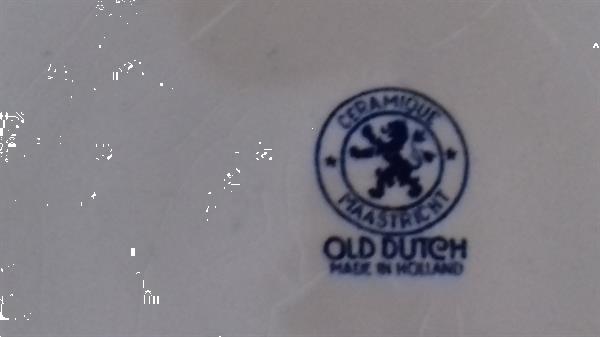 CERAMIQUE
MAASTRICHT
OLD DUTCH
MADE IN HOLLAND